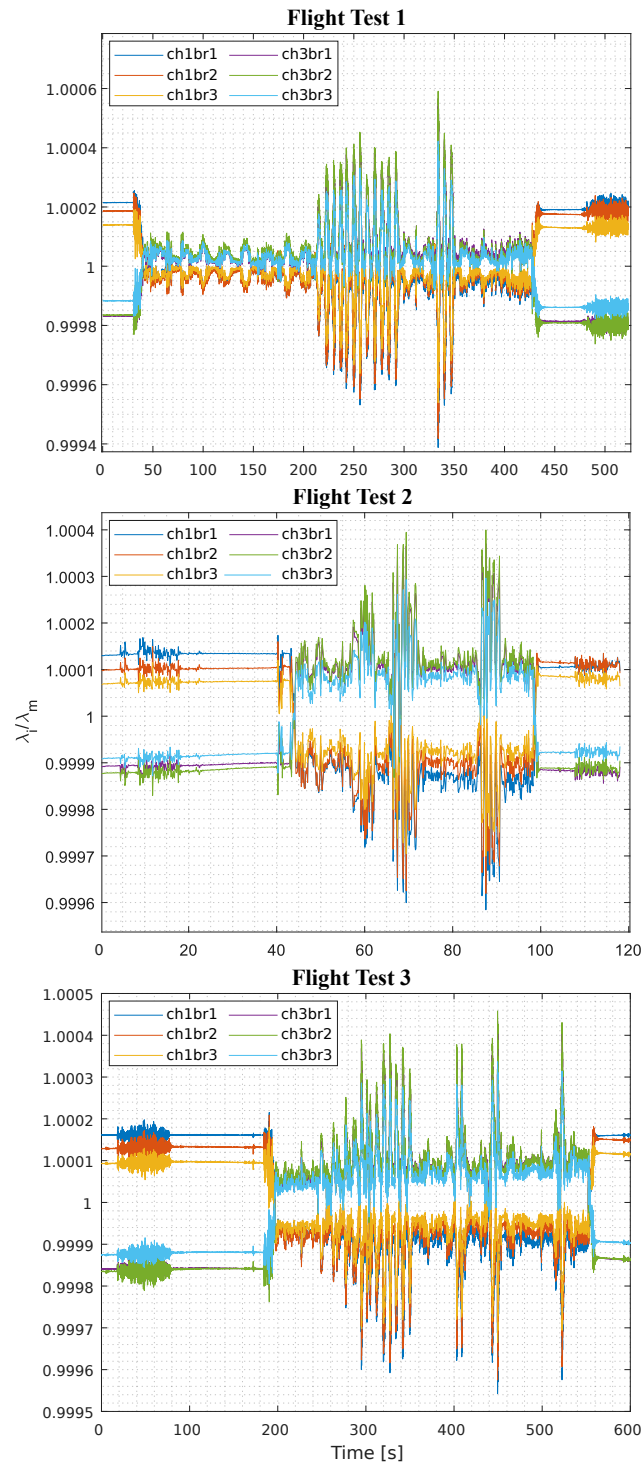 Flight Test 1
ch1br1 ch3br1
ch1br2 ch3br2
ch1br3 ch3br3
1.0006
1.0004
1.0002
1
0.9998
0.9996
0.9994
0 50 100 150 200 250 300 350 400 450 500
Flight Test 2
1.0004
ch1br1 ch3br1
ch1br2 ch3br2
ch1br3 ch3br3
1.0003
1.0002
1.0001
1
0.9999
0.9998
0.9997
0.9996
λi/λm
0 20 40 60 80 100 120
Flight Test 3
1.0005
ch1br1 ch3br1
ch1br2 ch3br2
ch1br3 ch3br3
1.0004
1.0003
1.0002
1.0001
1
0.9999
0.9998
0.9997
0.9996
0.9995
0 100 200 300 400 500 600
Time [s]